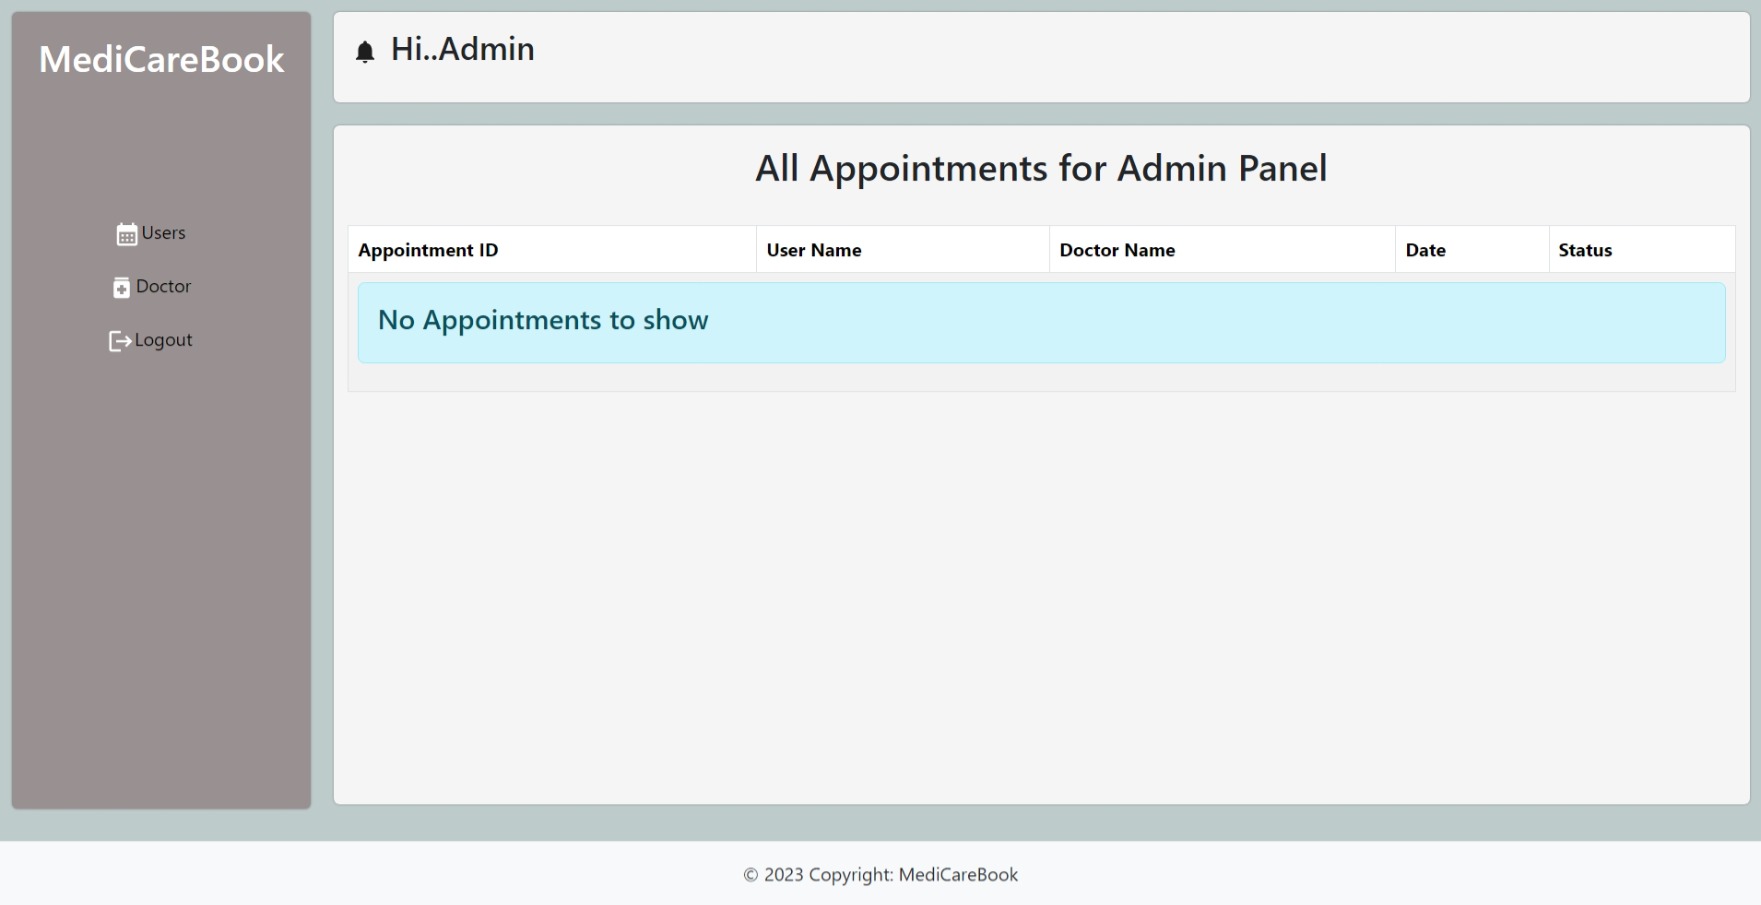 MediCareBook
Users
Doctor
Logout
Hi..Admin
All Appointments for Admin Panel
Appointment ID User Name Doctor Name Date Status
No Appointments to show
© 2023 Copyright: MediCareBook